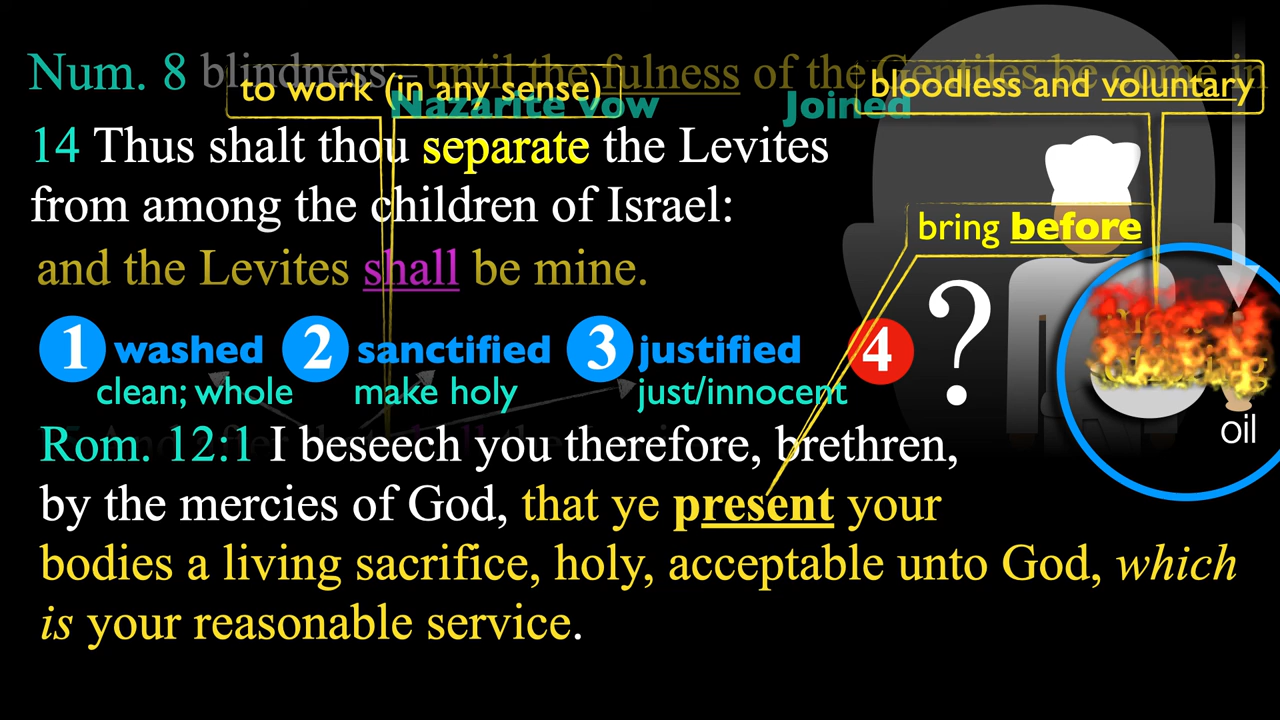 Num. 8 blindness – until the fulness of the Gentiles be come in
to work (in any sense)
bloodless and voluntary
Nazarite vow Joined
14 Thus shalt thou separate the Levites
from among the children of Israel:
bring before
and the Levites shall be mine.
1 washed 2 sanctified 3 justified 4 ?
clean; whole make holy just/innocent
offering
oil
Rom. 12:1 I beseech you therefore, brethren,
by the mercies of God, that ye present your
bodies a living sacrifice, holy, acceptable unto God, which
is your reasonable service.